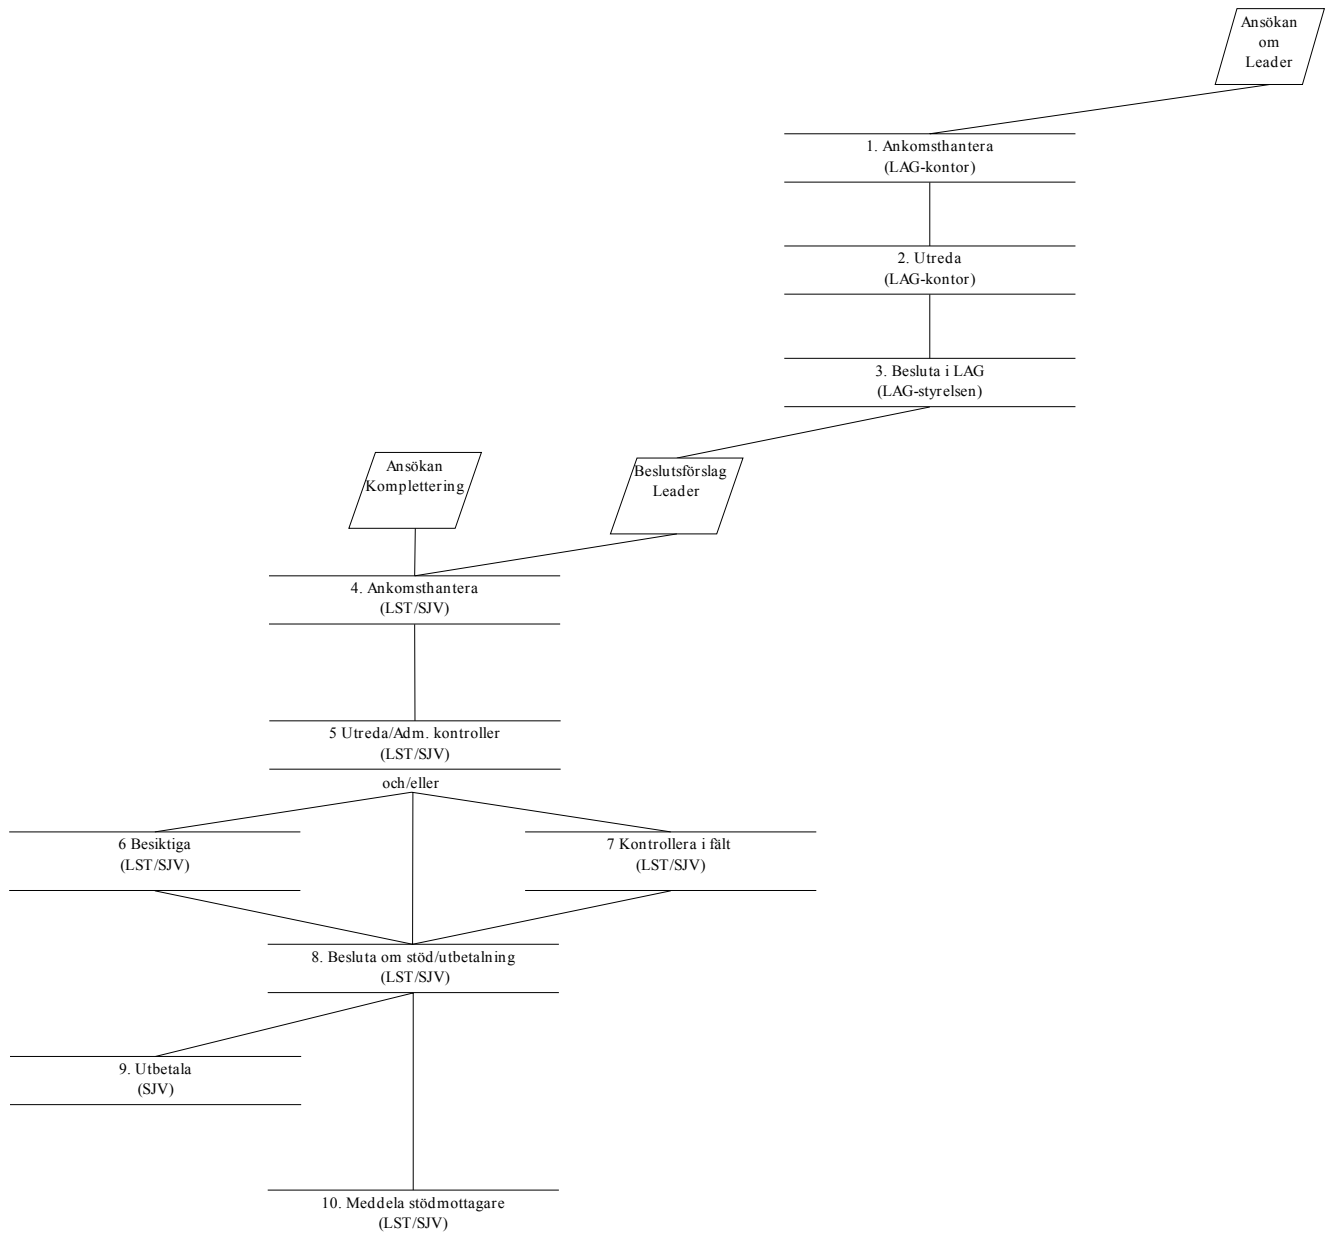 Ansökan
om
Leader
1. Ankomsthantera
(LAG-kontor)
2. Utreda
(LAG-kontor)
3. Besluta i LAG
(LAG-styrelsen)
Ansökan
Komplettering
Beslutsförslag
Leader
4. Ankomsthantera
(LST/SJV)
5 Utreda/Adm. kontroller
(LST/SJV)
och/eller
6 Besiktiga
(LST/SJV)
7 Kontrollera i fält
(LST/SJV)
8. Besluta om stöd/utbetalning
(LST/SJV)
9. Utbetala
(SJV)
10. Meddela stödmottagare
(LST/SJV)